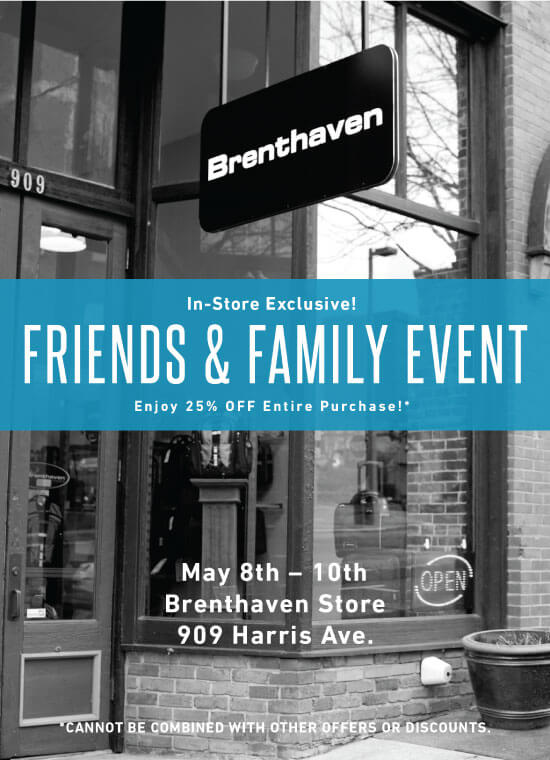 Brenthaven
909
In-Store Exclusive!
FRIENDS & FAMILY EVENT
Enjoy 25% OFF Entire Purchase!*
Brenthaven
May 8th – 10th
Brenthaven Store
909 Harris Ave.
OPEN
*CANNOT BE COMBINED WITH OTHER OFFERS OR DISCOUNTS.